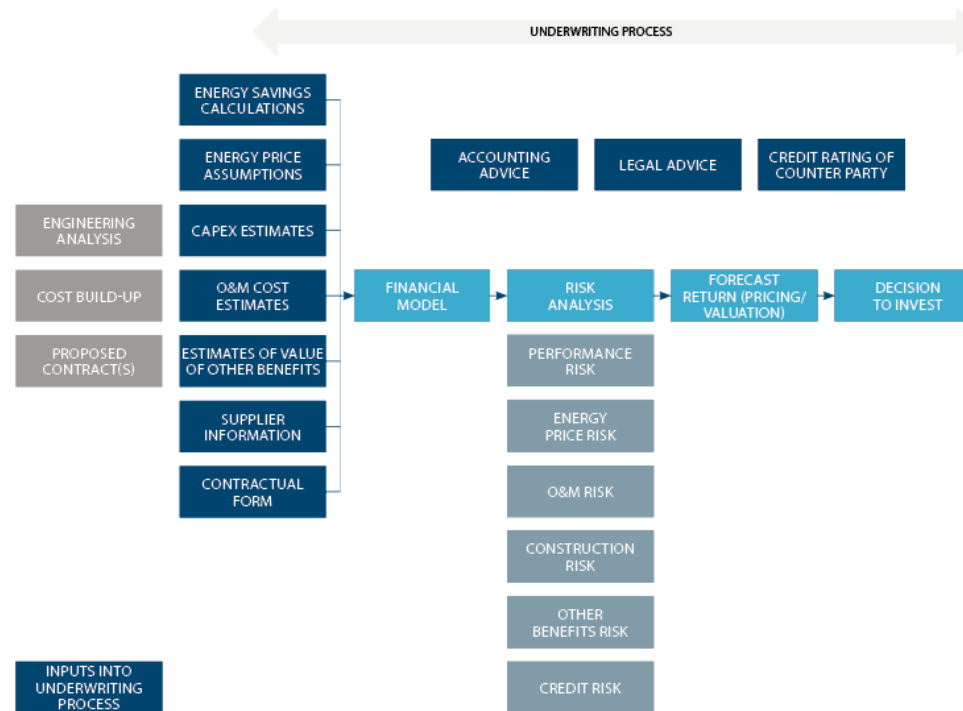 UNDERWRITING PROCESS
ENERGY SAVINGS
CALCULATIONS
ENERGY PRICE
ASSUMPTIONS
ACCOUNTING
ADVICE
LEGAL ADVICE
CREDIT RATING OF
COUNTER PARTY
ENGINEERING
ANALYSIS
CAPEX ESTIMATES
COST BUILD-UP
O&M COST
ESTIMATES
FINANCIAL
MODEL
RISK
ANALYSIS
FORECAST
RETURN (PRICING/
VALUATION)
DECISION
TO INVEST
PROPOSED
CONTRACT(S)
ESTIMATES OF VALUE
OF OTHER BENEFITS
PERFORMANCE
RISK
SUPPLIER
INFORMATION
ENERGY
PRICE RISK
CONTRACTUAL
FORM
O&M RISK
CONSTRUCTION
RISK
OTHER
BENEFITS RISK
INPUTS INTO
UNDERWRITING
PROCESS
CREDIT RISK